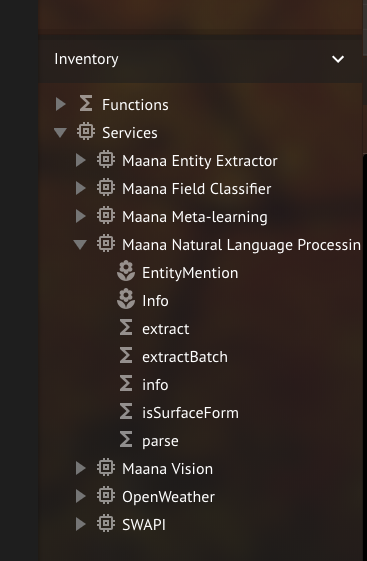 Inventory
Functions
Services
Maana Entity Extractor
Maana Field Classifier
Maana Meta-learning
Maana Natural Language Processin
EntityMention
Info
extract
extractBatch
info
isSurfaceForm
parse
Maana Vision
OpenWeather
SWAPI